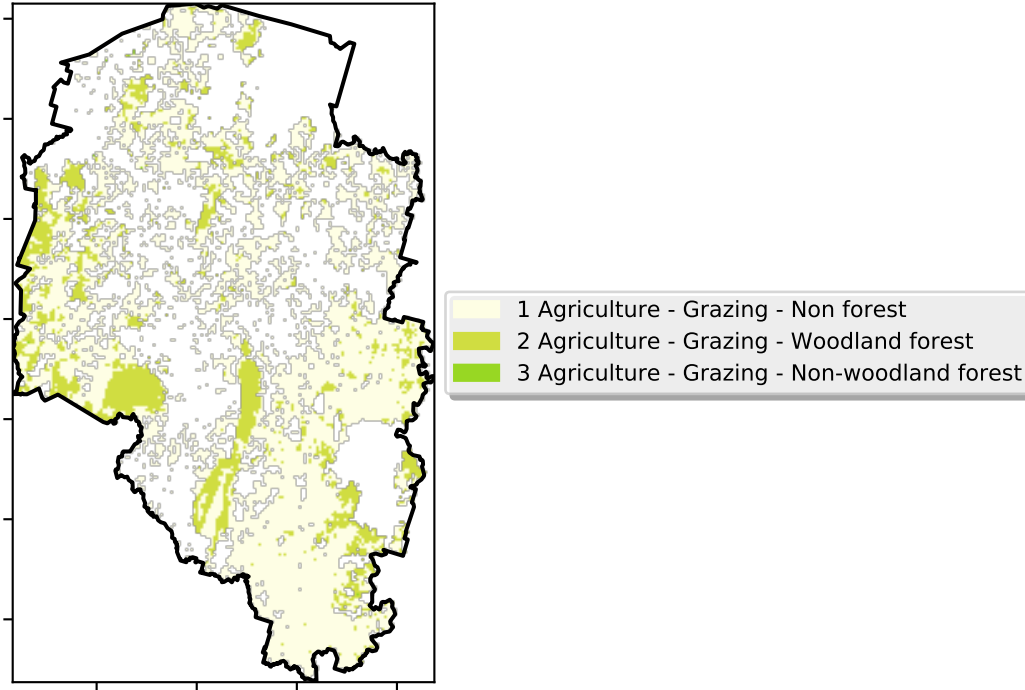 1 Agriculture - Grazing - Non forest
2 Agriculture - Grazing - Woodland forest
3 Agriculture - Grazing - Non-woodland forest